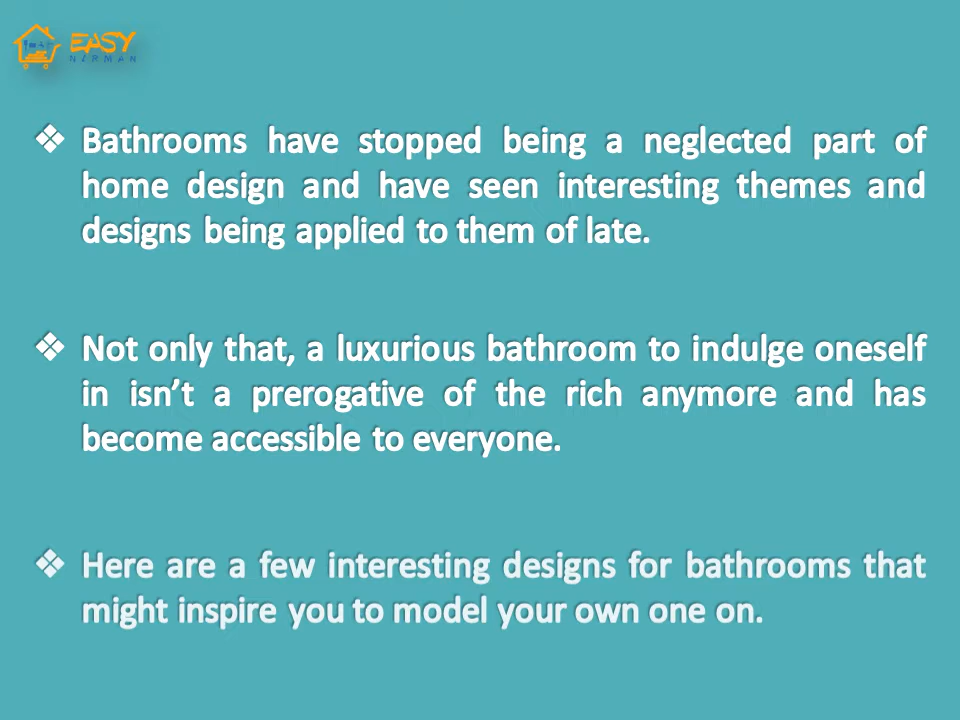 EASY
NIRMAN
❖ Bathrooms have stopped being a neglected part of
home design and have seen interesting themes and
designs being applied to them of late.
❖ Not only that, a luxurious bathroom to indulge oneself
in isn’t a prerogative of the rich anymore and has
become accessible to everyone.
❖ Here are a few interesting designs for bathrooms that
might inspire you to model your own one on.